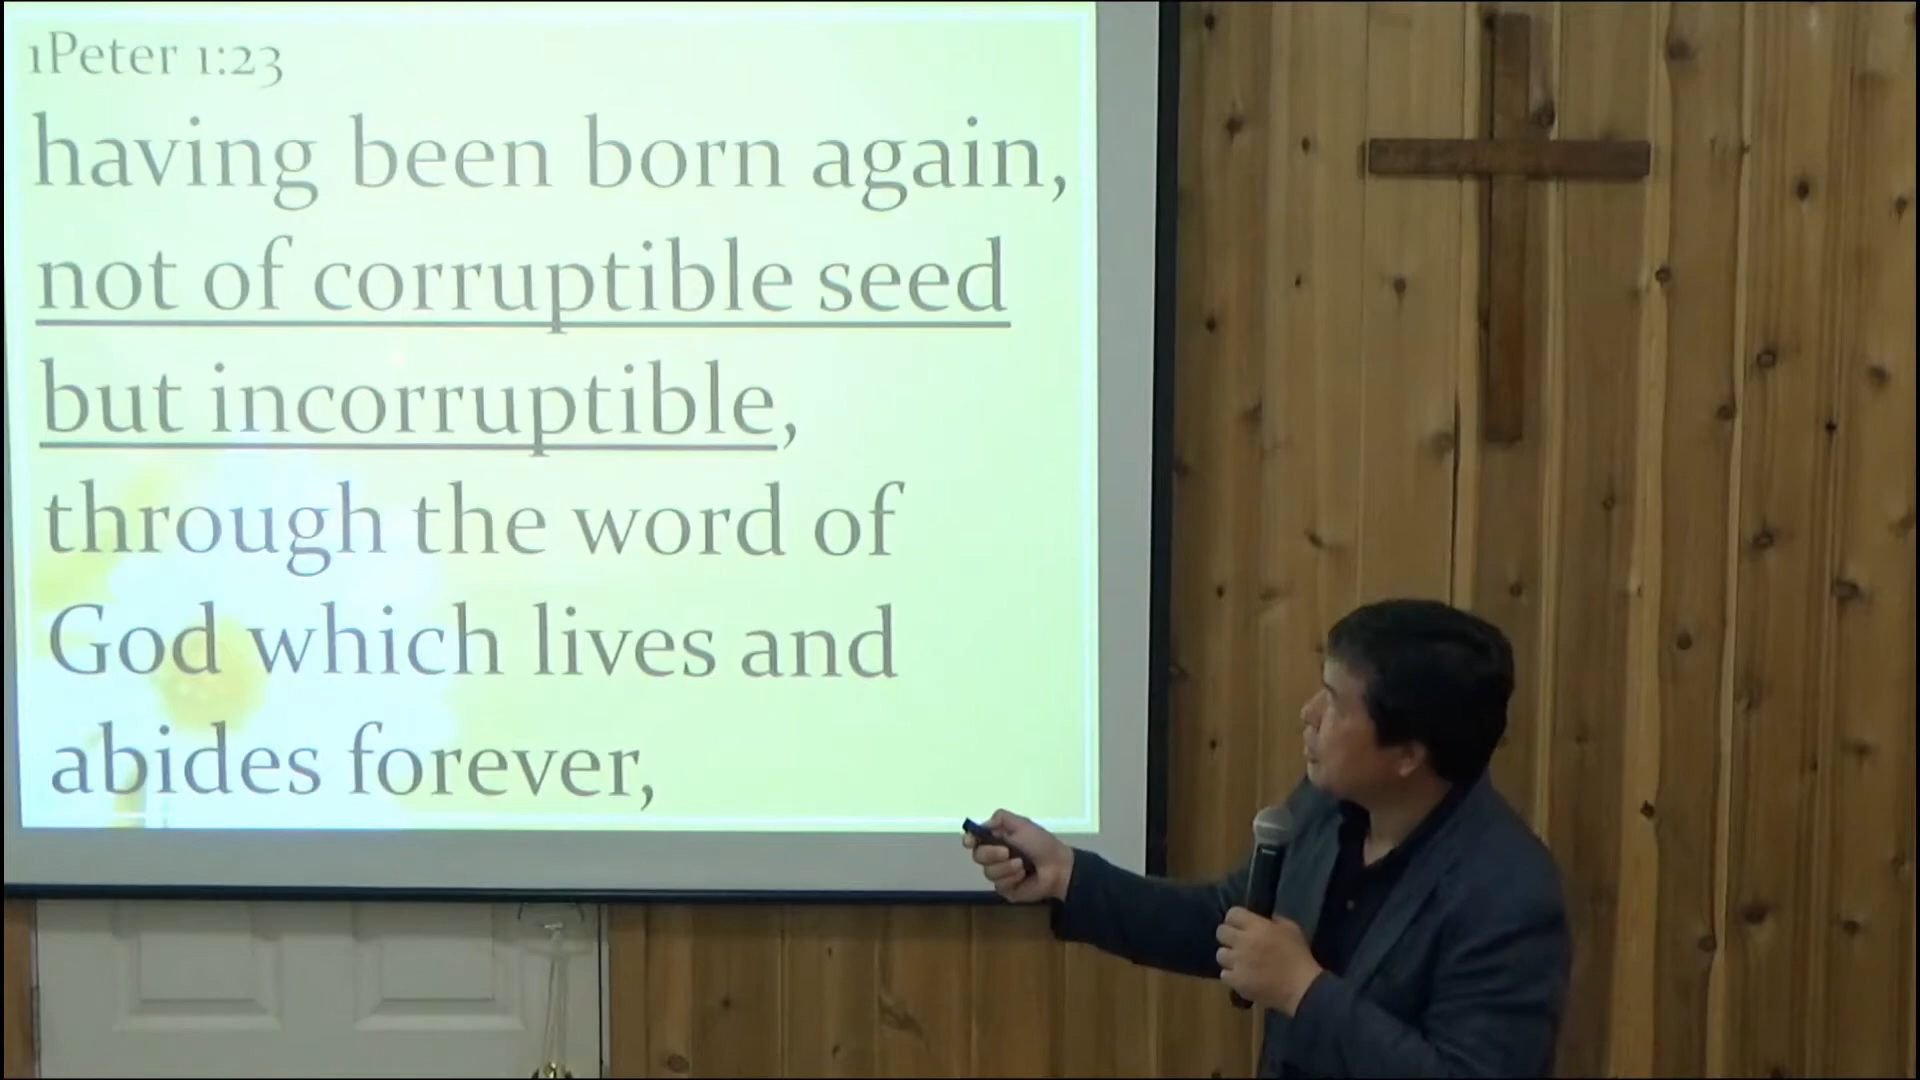 1Peter 1:23
having been born again,
not of corruptible seed
but incorruptible,
through the word of
God which lives and
abides forever,